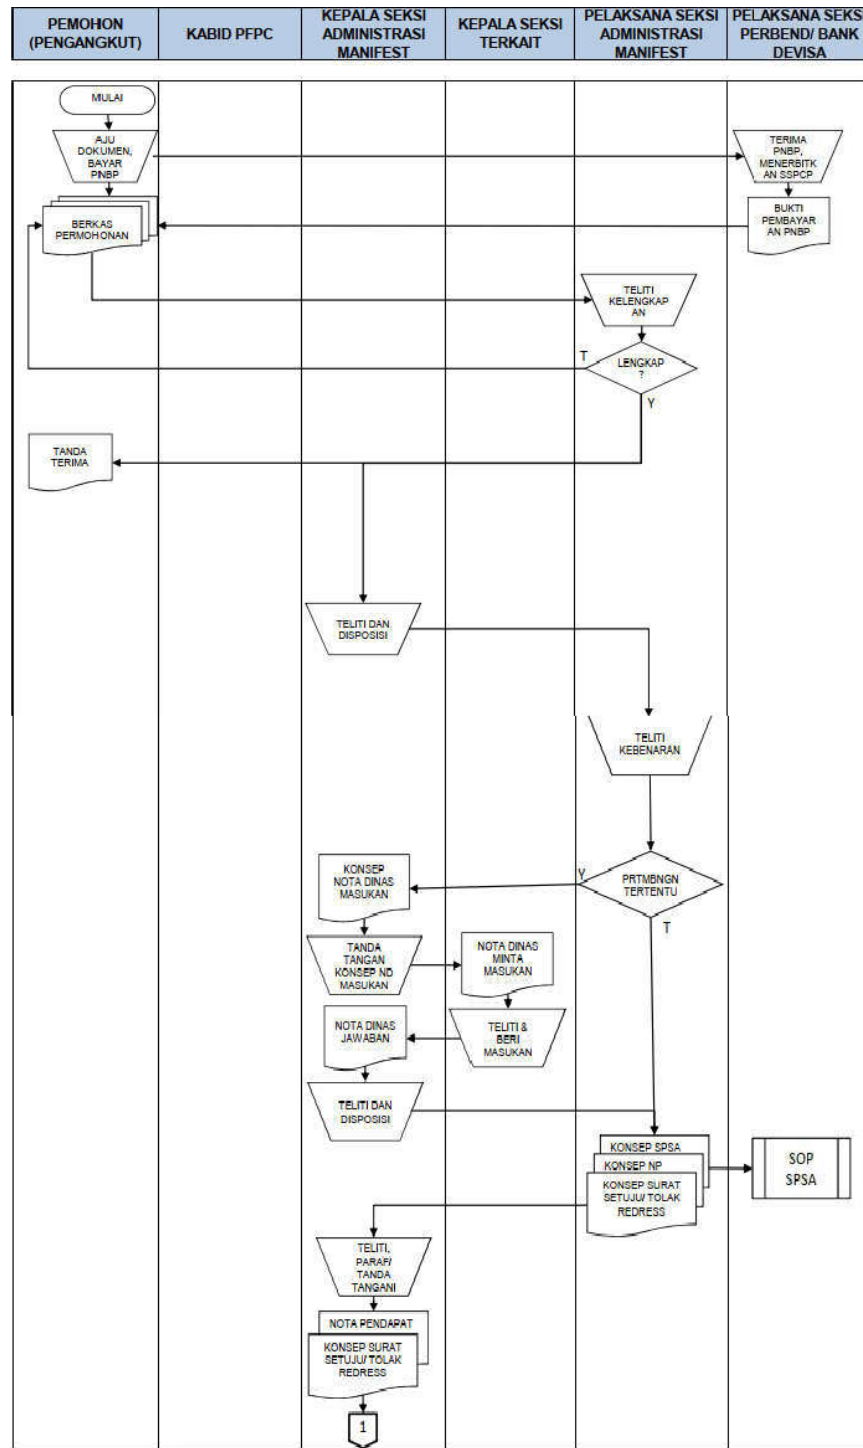 PEMOHON
(PENGANGKUT)
KABID PFPC
KEPALA SEKSI
ADMINISTRASI
MANIFEST
KEPALA SEKSI
TERKAIT
PELAKSANA SEKSI
ADMINISTRASI
MANIFEST
PELAKSANA SEKS
PERBEND/ BANK
DEVISA
MIULAI
AJU
DOKUMEN,
BAYAR
PNBP
TERIMA
PNBP,
MENERBITK
AN SSPCP
BERKAS
PERMOHONAN
BUKTI
PEMBAYAR
AN PNBP
TELITI
KELENGKAP
AN
T
LENGKAP
?
Y
TANDA
TERIMA
TELITI DAN
DISPOSISI
TELITI
KEBENARAN
KONSEP
NOTA DINAS
MASUKAN
Y
PRTMBNGN
TERTENTU
T
TANDA
TANGAN
KONSEP ND
MASUKAN
NOTA DINAS
MINTA
MASUKAN
NOTA DINAS
JAWABAN
TELITI &
BERI
MASUKAN
TELITI DAN
DISPOSISI
KONSEP SPSA
KONSEP NP
KONSEP SURAT
SETUJU/ TOLAK
REDRESS
SOP
SPSA
TELITI,
PARAF/
TANDA
TANGANI
NOTA PENDAPAT
KONSEP SURAT
SETUJU/ TOLAK
REDRESS
1